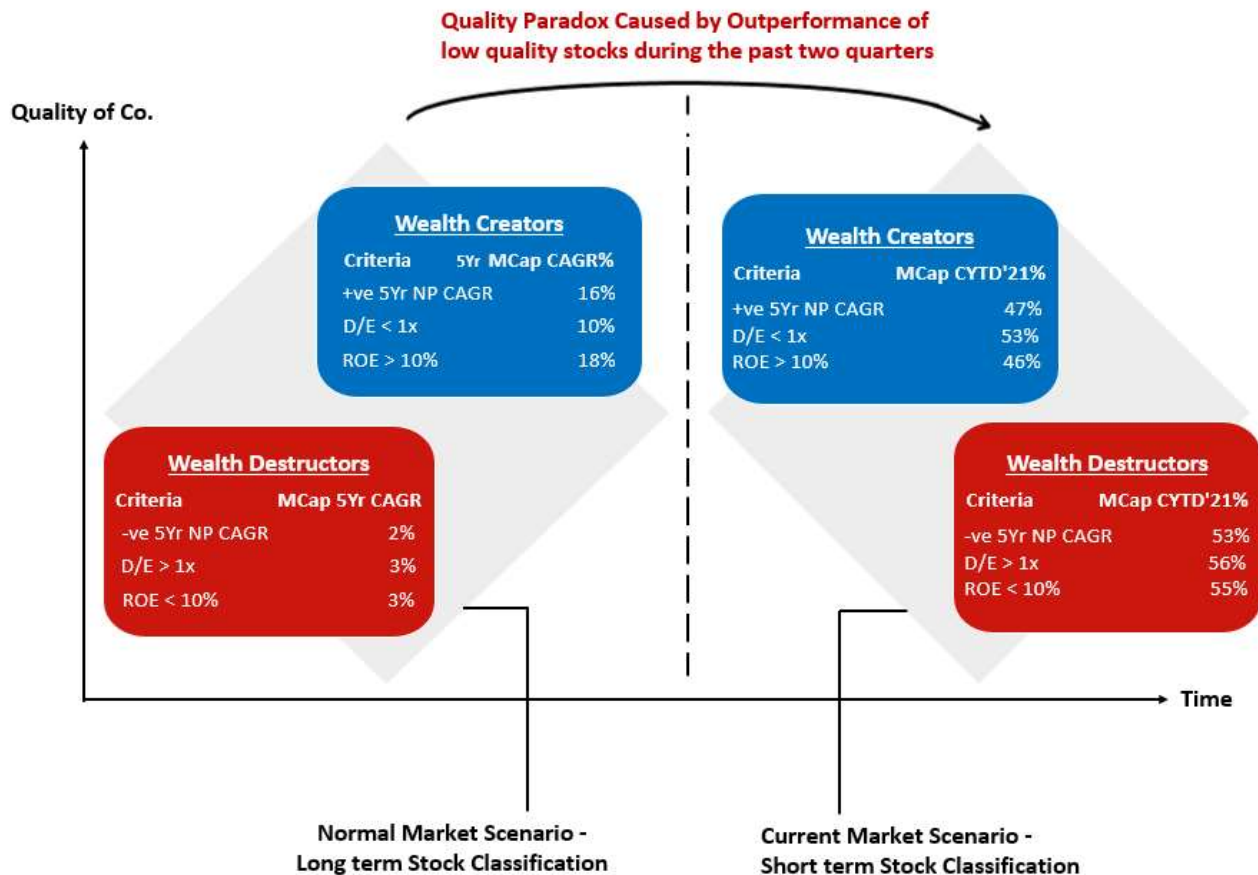 Quality Paradox Caused by Outperformance of
low quality stocks during the past two quarters
Quality of Co.
Wealth Creators
Criteria 5Yr MCap CAGR%
+ve 5Yr NP CAGR 16%
D/E < 1x 10%
ROE > 10% 18%
Wealth Creators
Criteria MCap CYTD'21%
+ve 5Yr NP CAGR 47%
D/E < 1x 53%
ROE > 10% 46%
Wealth Destructors
Criteria MCap 5Yr CAGR
-ve 5Yr NP CAGR 2%
D/E > 1x 3%
ROE < 10% 3%
Wealth Destructors
Criteria MCap CYTD'21%
-ve 5Yr NP CAGR 53%
D/E > 1x 56%
ROE < 10% 55%
Time
Normal Market Scenario -
Long term Stock Classification
Current Market Scenario -
Short term Stock Classification